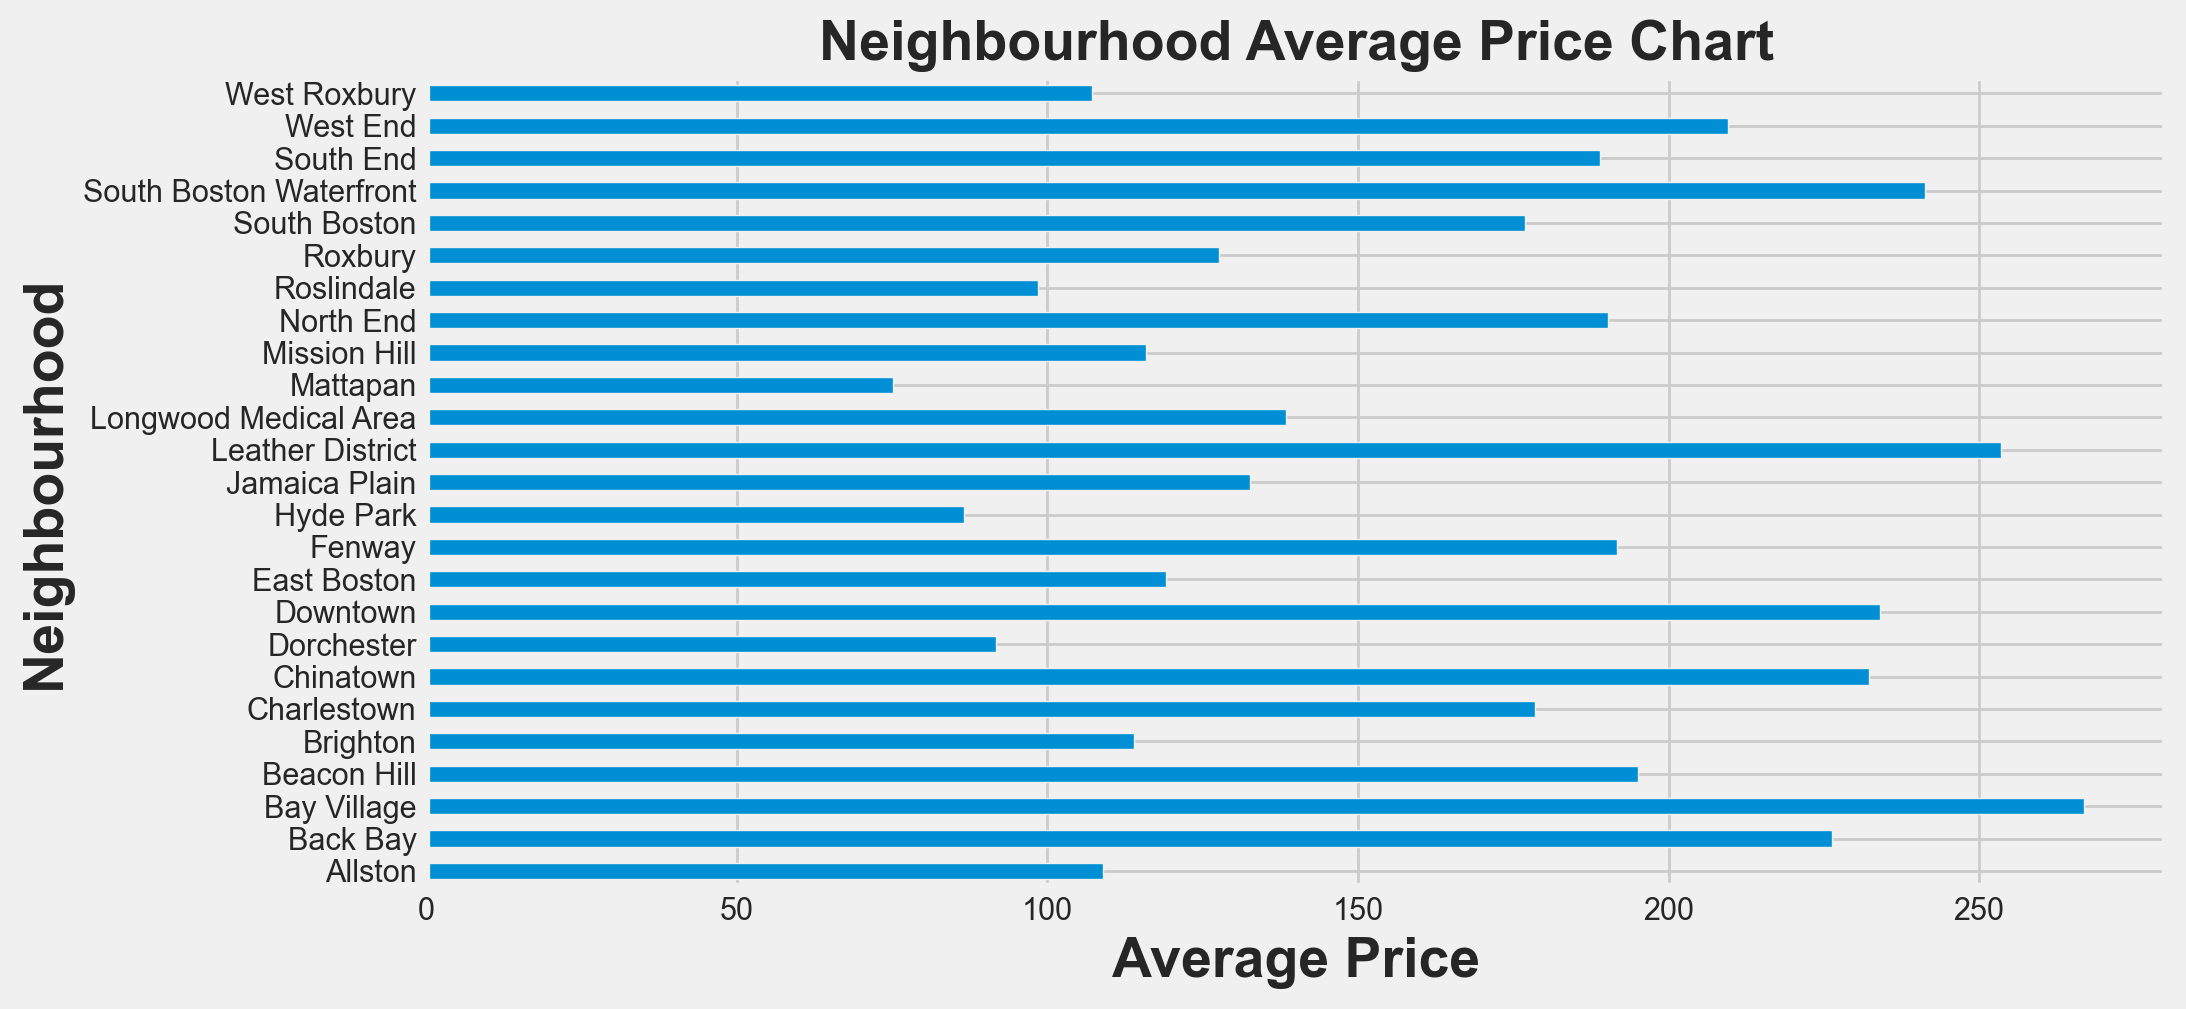 Neighbourhood Average Price Chart
Neighbourhood
West Roxbury
West End
South End
South Boston Waterfront
South Boston
Roxbury
Roslindale
North End
Mission Hill
Mattapan
Longwood Medical Area
Leather District
Jamaica Plain
Hyde Park
Fenway
East Boston
Downtown
Dorchester
Chinatown
Charlestown
Brighton
Beacon Hill
Bay Village
Back Bay
Allston
0 50 100 150 200 250
Average Price